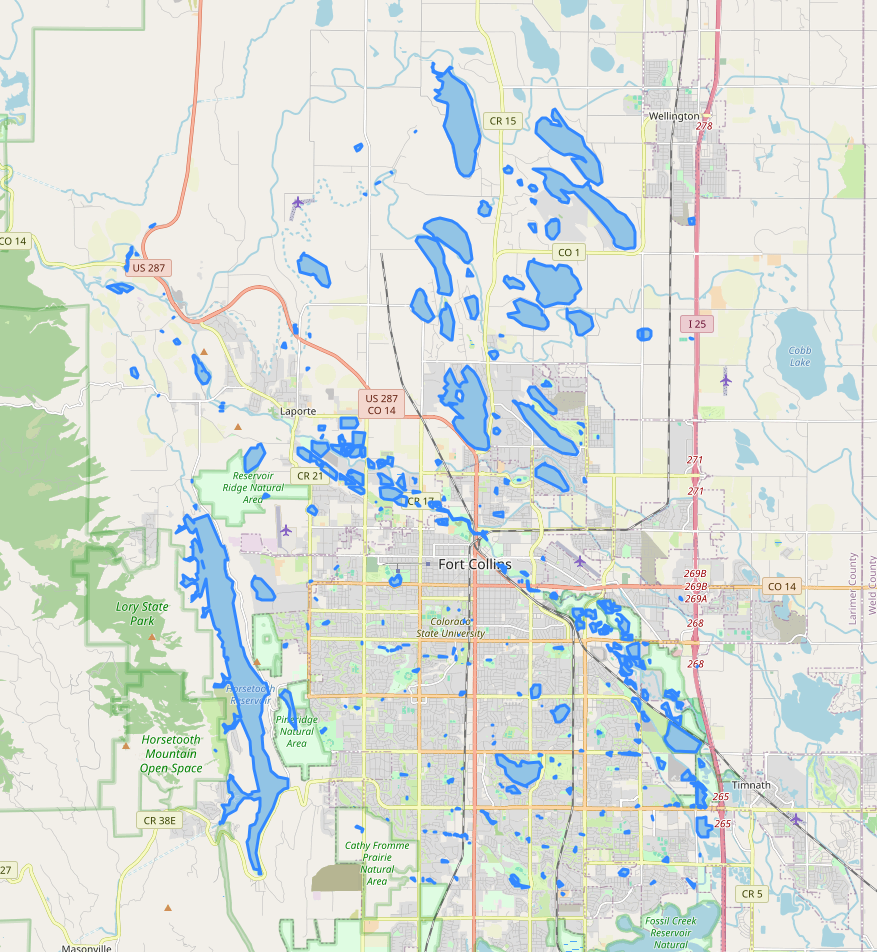 CR 15
Wellington
278
CO 14
US 287
CO 1
I 25
Cobb
Lake
US 287
CO 14
Laporte
271
CR 21
Reservoir
Ridge Natural
Area
CR 17
271
Fort Collins
269B
269B
269A
CO 14
Larimer County
Weld County
Lory State
Park
Colorado
State University
268
268
Horsetooth
Reservoir
Pineridge
Natural
Area
Horsetooth
Mountain
Open Space
Timnath
265
265
CR 38E
Cathy Fromme
Prairie
Natural
Area
27
CR 5
Fossil Creek
Reservoir
Natural
Masonville